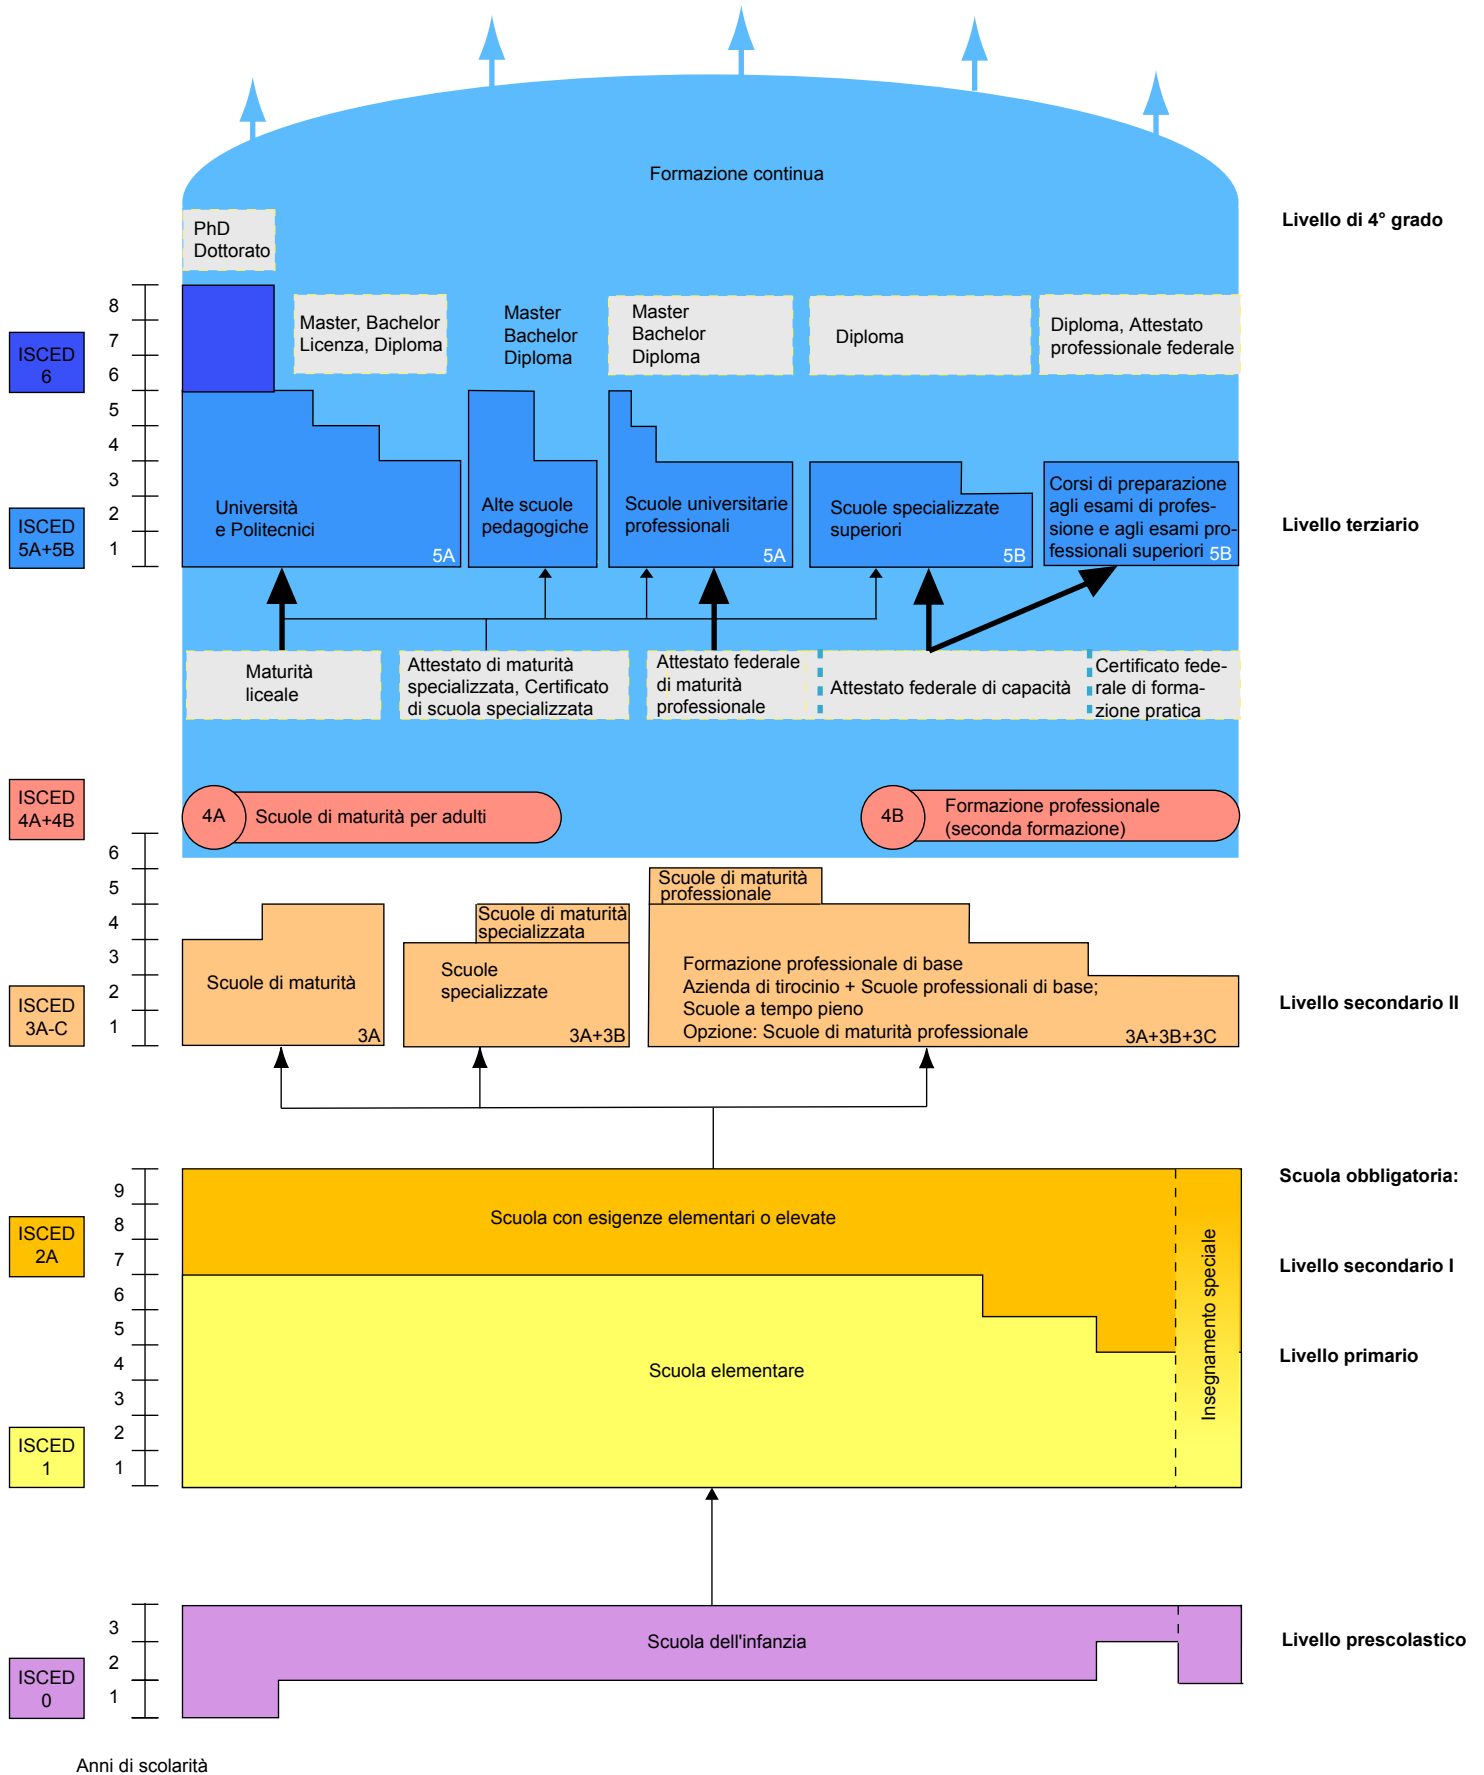 Formazione continua
Livello di 4° grado
PhD
Dottorato
8
7
6
5
4
3
2
1
ISCED
6
ISCED
5A+5B
Master, Bachelor
Licenza, Diploma
Master
Bachelor
Diploma
Master
Bachelor
Diploma
Diploma
Diploma, Attestato
professionale federale
Università
e Politecnici
5A
Alte scuole
pedagogiche
Scuole universitarie
professionali
5A
Scuole specializzate
superiori
5B
Corsi di preparazione
agli esami di profes-
sione e agli esami pro-
fessionali superiori 5B
Livello terziario
Maturità
liceale
Attestato di maturità
specializzata, Certificato
di scuola specializzata
Attestato federale
di maturità
professionale
Attestato federale di capacità
Certificato fede-
rale di forma-
zione pratica
ISCED
4A+4B
4A
Scuole di maturità per adulti
4B
Formazione professionale
(seconda formazione)
6
5
4
3
2
1
ISCED
3A-C
Scuole di maturità
3A
Scuole di maturità
specializzata
Scuole
specializzate
3A+3B
Scuole di maturità
professionale
Formazione professionale di base
Azienda di tirocinio + Scuole professionali di base;
Scuole a tempo pieno
Opzione: Scuole di maturità professionale
3A+3B+3C
Livello secondario II
9
8
7
6
5
4
3
2
1
ISCED
2A
ISCED
1
Scuola con esigenze elementari o elevate
Scuola elementare
Insegnamento speciale
Scuola obbligatoria:
Livello secondario I
Livello primario
3
2
1
ISCED
0
Scuola dell'infanzia
Livello prescolastico
Anni di scolarità